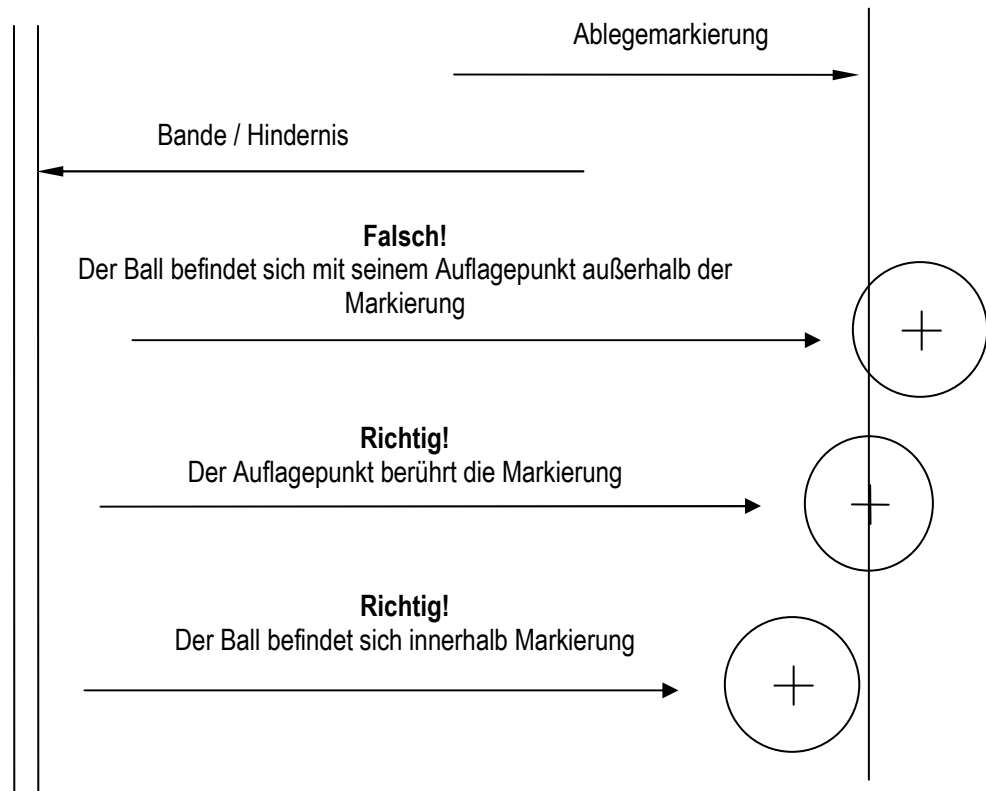 Ablegemarkierung
Bande / Hindernis
Falsch!
Der Ball befindet sich mit seinem Auflagepunkt außerhalb der
Markierung
Richtig!
Der Auflagepunkt berührt die Markierung
Richtig!
Der Ball befindet sich innerhalb Markierung